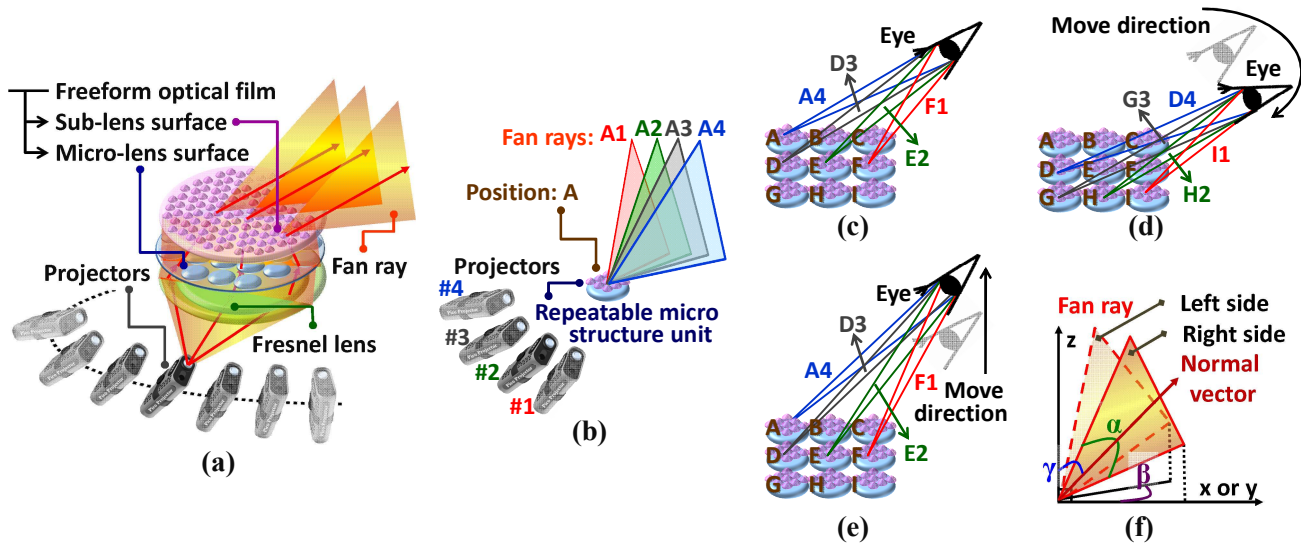 Freeform optical film
Sub-lens surface
Micro-lens surface
Projectors
Fan ray
Fresnel lens
(a)
Fan rays: A1 A2 A3 A4
Position: A
Projectors
#4
#3
#2
#1
Repeatable micro
structure unit
(b)
Eye
D3
A4
F1
E2
A B C
D E F
G H I
(c)
Move direction
Eye
G3 D4
I1
H2
A B C
D E F
G H I
(d)
Eye
D3
A4
F1
Move
direction
E2
A B C
D E F
G H I
(e)
Fan ray
Left side
Right side
Normal
vector
z
α
γ
β
x or y
(f)